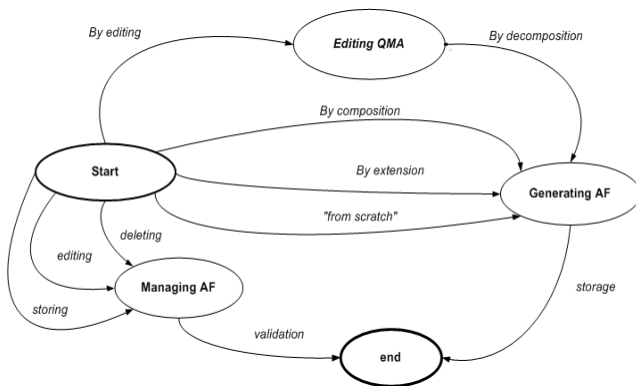 By editing
Editing QMA
By decomposition
By composition
Start
By extension
Generating AF
"from scratch"
deleting
editing
Managing AF
storing
storage
validation
end